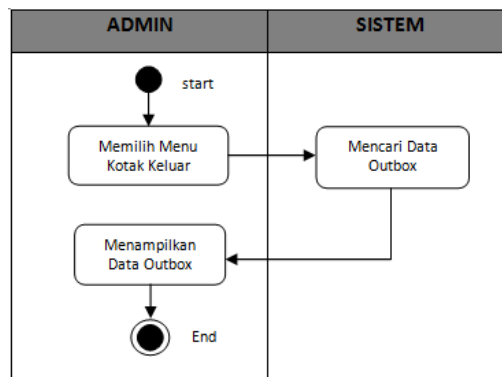 ADMIN
SISTEM
start
Memilih Menu
Kotak Keluar
Mencari Data
Outbox
Menampilkan
Data Outbox
End